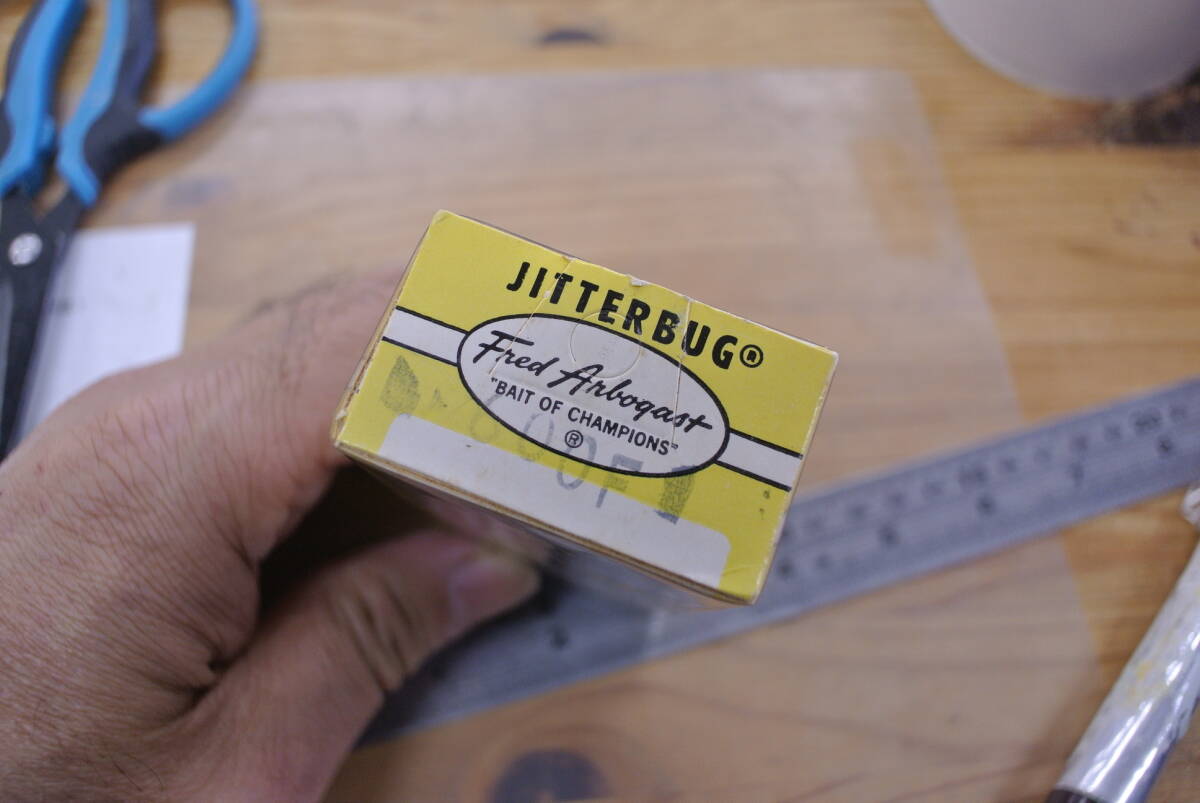 JITTERBUG®
Fred Arbogast
"BAIT OF CHAMPIONS"
®